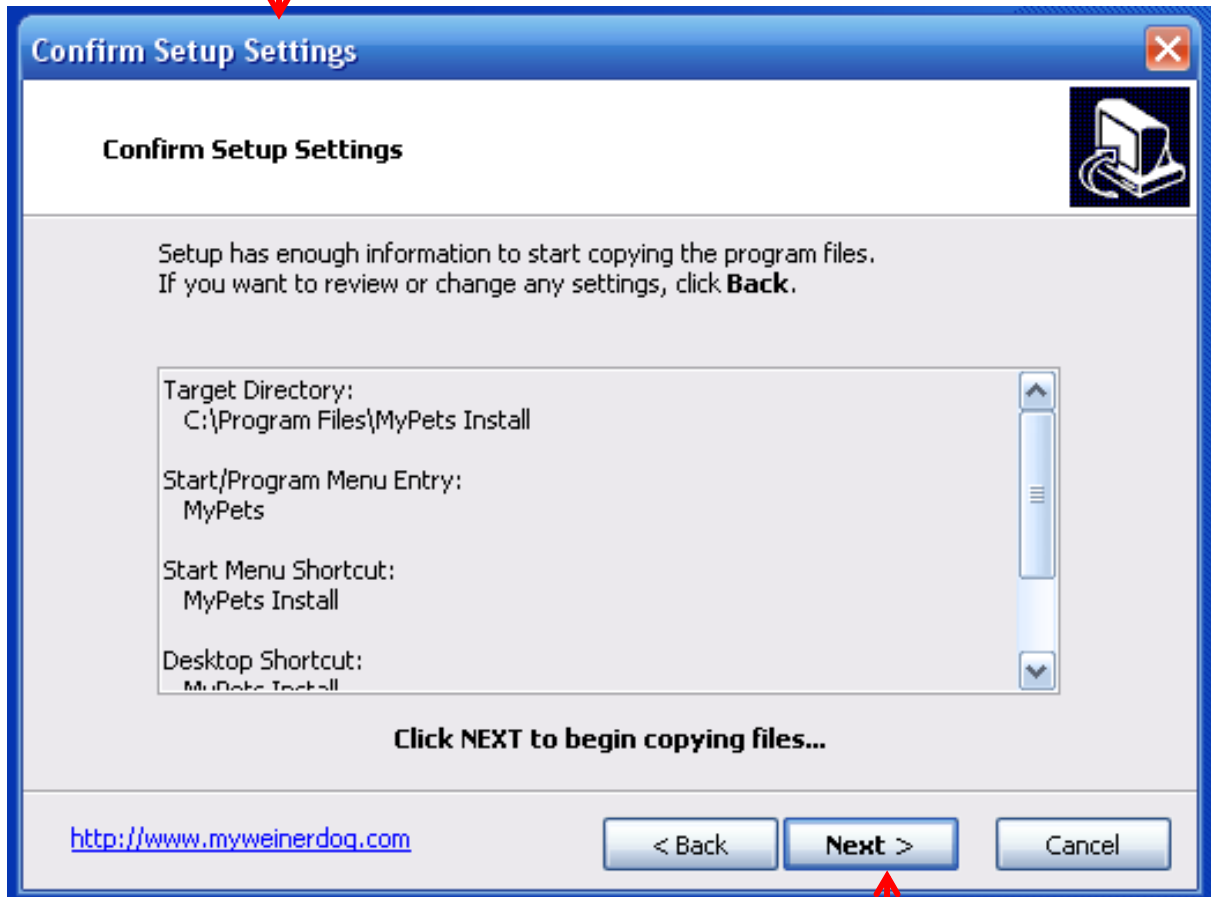 Confirm Setup Settings
Confirm Setup Settings
Setup has enough information to start copying the program files.
If you want to review or change any settings, click Back.
Target Directory:
C:\Program Files\MyPets Install
Start/Program Menu Entry:
MyPets
Start Menu Shortcut:
MyPets Install
Desktop Shortcut:
MyPets Install
Click NEXT to begin copying files...
http://www.myweinerdog.com
< Back
Next >
Cancel